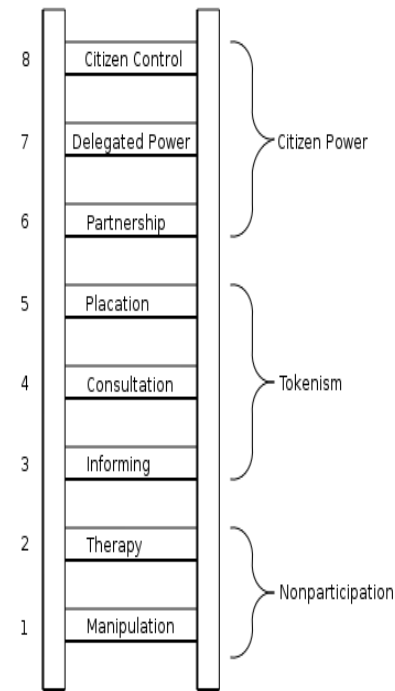 8 Citizen Control
7 Delegated Power
Citizen Power
6 Partnership
5 Placation
4 Consultation
Tokenism
3 Informing
2 Therapy
Nonparticipation
1 Manipulation